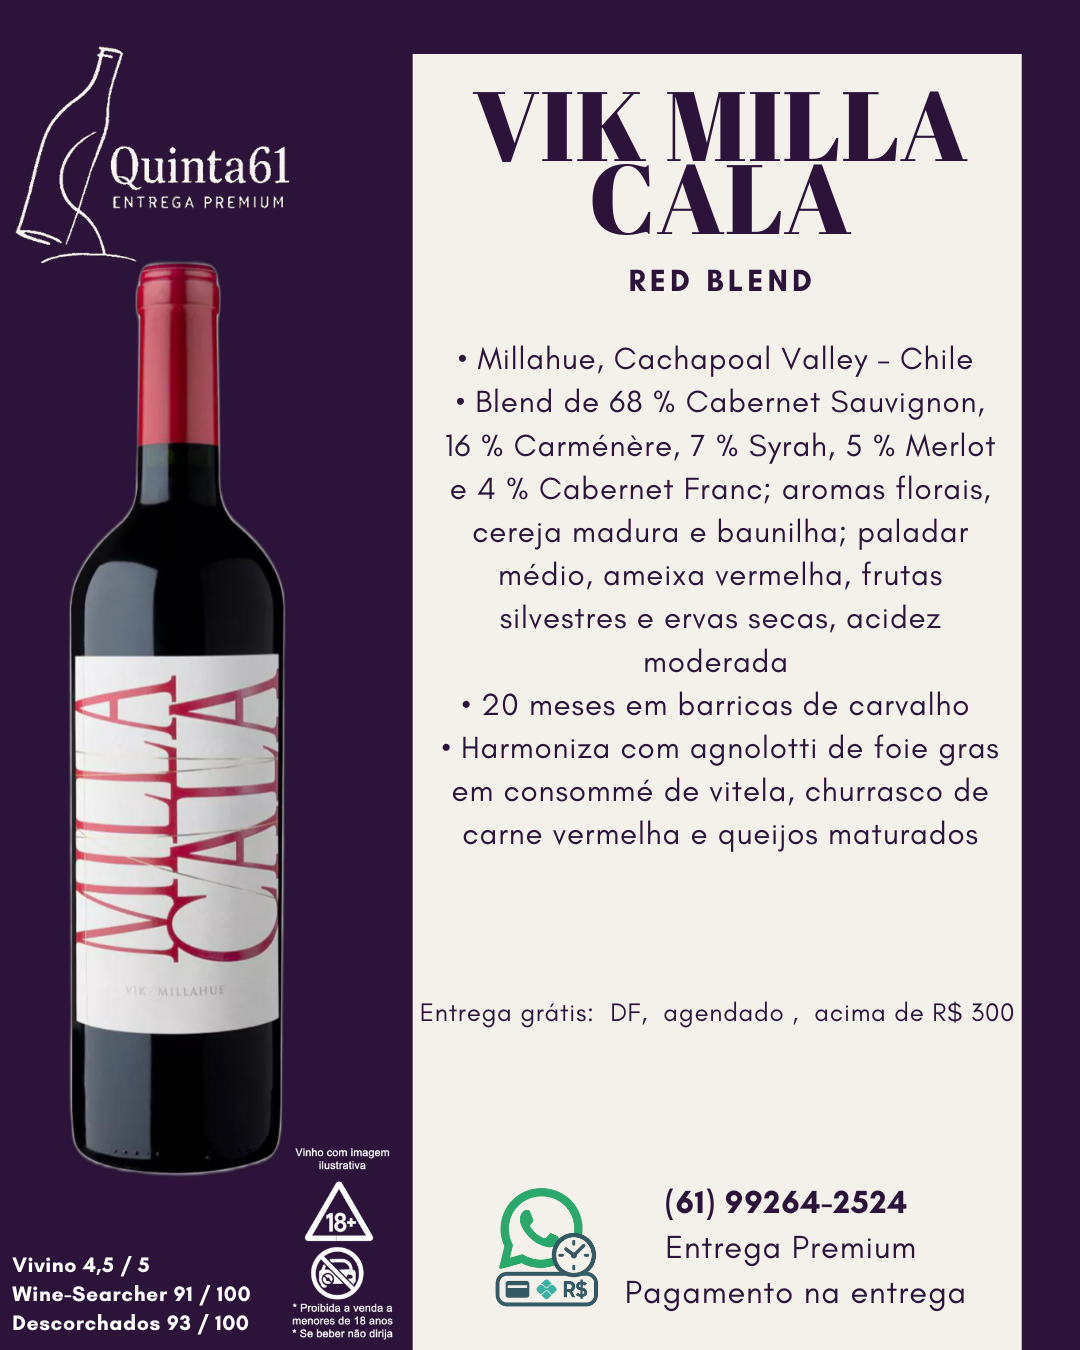 Quinta61
ENTREGA PREMIUM
VIK MILLA
CALA
RED BLEND
• Millahue, Cachapoal Valley – Chile
• Blend de 68 % Cabernet Sauvignon,
16 % Carménère, 7 % Syrah, 5 % Merlot
e 4 % Cabernet Franc; aromas florais,
cereja madura e baunilha; paladar
médio, ameixa vermelha, frutas
silvestres e ervas secas, acidez
moderada
• 20 meses em barricas de carvalho
• Harmoniza com agnolotti de foie gras
em consommé de vitela, churrasco de
carne vermelha e queijos maturados
Entrega grátis: DF, agendado , acima de R$ 300
MILLA
CALA
VIK - MILLAHUE
Vinho com imagem
ilustrativa
18+
* Proibida a venda a
menores de 18 anos
* Se beber não dirija
Vivino 4,5 / 5
Wine-Searcher 91 / 100
Descorchados 93 / 100
R$
(61) 99264-2524
Entrega Premium
Pagamento na entrega